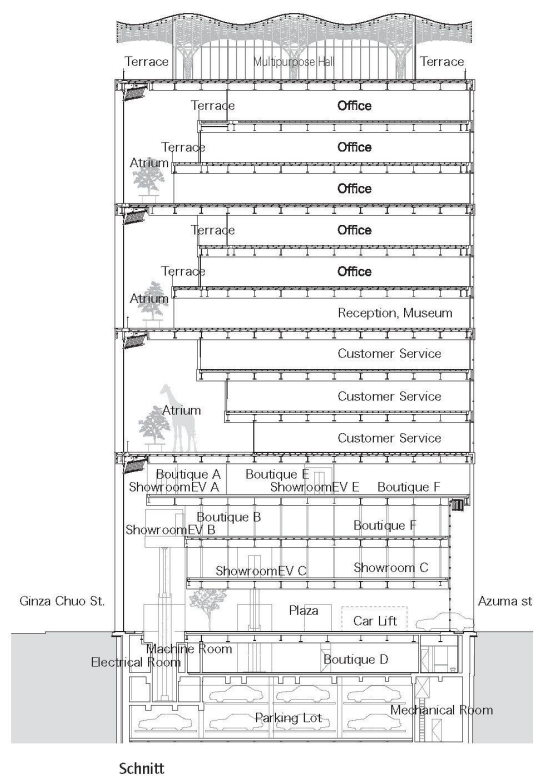 Terrace Multipurpose Hall Terrace
Terrace Office
Terrace Office
Atrium
Office
Terrace Office
Terrace Office
Atrium
Reception, Museum
Customer Service
Customer Service
Atrium
Customer Service
Boutique A Boutique E
ShowroomEV A ShowroomEV E Boutique F
Boutique B
ShowroomEV B Boutique F
ShowroomEV C Showroom C
Ginza Chuo St. Plaza Azuma st
Car Lift
Machine Room
Electrical Room Boutique D
Mechanical Room
Parking Lot
Schnitt